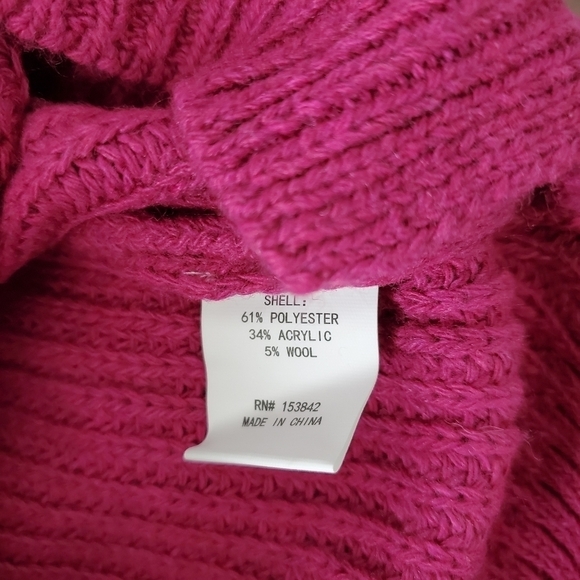 SHELL:
61% POLYESTER
34% ACRYLIC
5% WOOL
RN# 153842
MADE IN CHINA